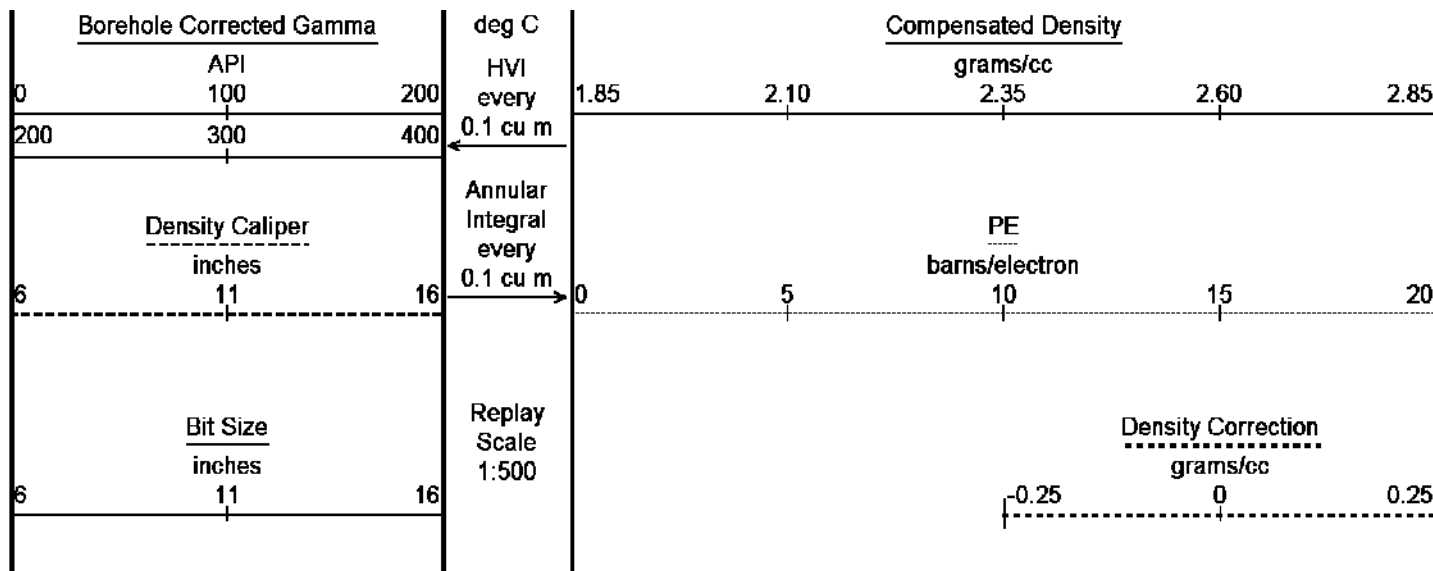 Borehole Corrected Gamma
API
0 100 200
200 300 400
Density Caliper
inches
6 11 16
Bit Size
inches
6 11 16
deg C
HVI
every
0.1 cu m
Annular
Integral
every
0.1 cu m
Replay
Scale
1:500
Compensated Density
grams/cc
1.85 2.10 2.35 2.60 2.85
PE
barns/electron
0 5 10 15 20
Density Correction
grams/cc
-0.25 0 0.25